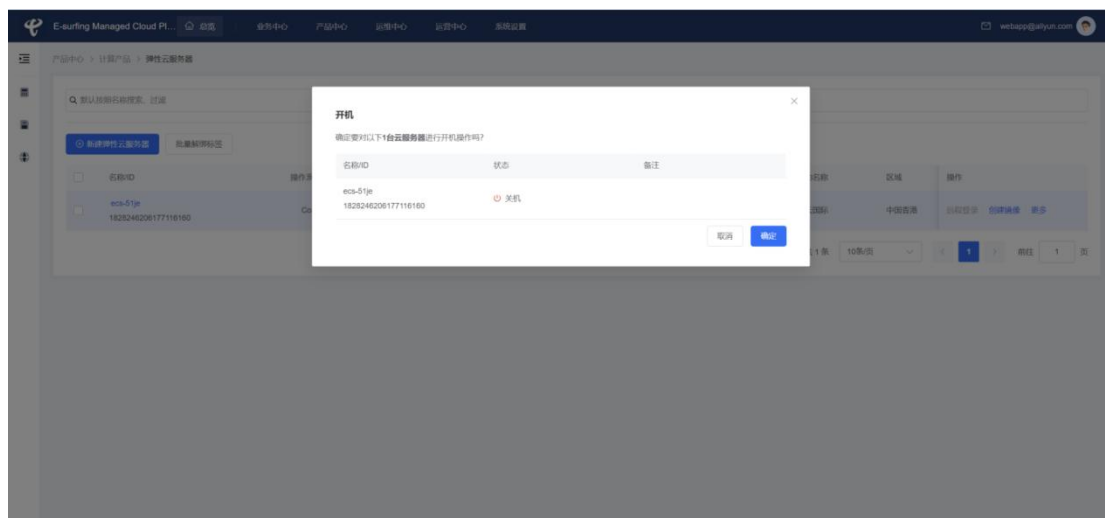 E-surfing Managed Cloud Pl... 总览 业务中心 产品中心 运维中心 运营中心 系统设置 webapp@aliyun.com
产品中心 > 计算产品 > 弹性云服务器
默认按照名称搜索、过滤
开机
确定要对以下1台云服务器进行开机操作吗?
新建弹性云服务器 批量解绑标签
名称/ID 状态 备注
名称/ID 区域 操作
ecs-51je
1828246206177116160
关机
ecs-51je
1828246206177116160
中国香港 远程登录 创建镜像 更多
取消 确定
1 条 10条/页 1 前往 1 页